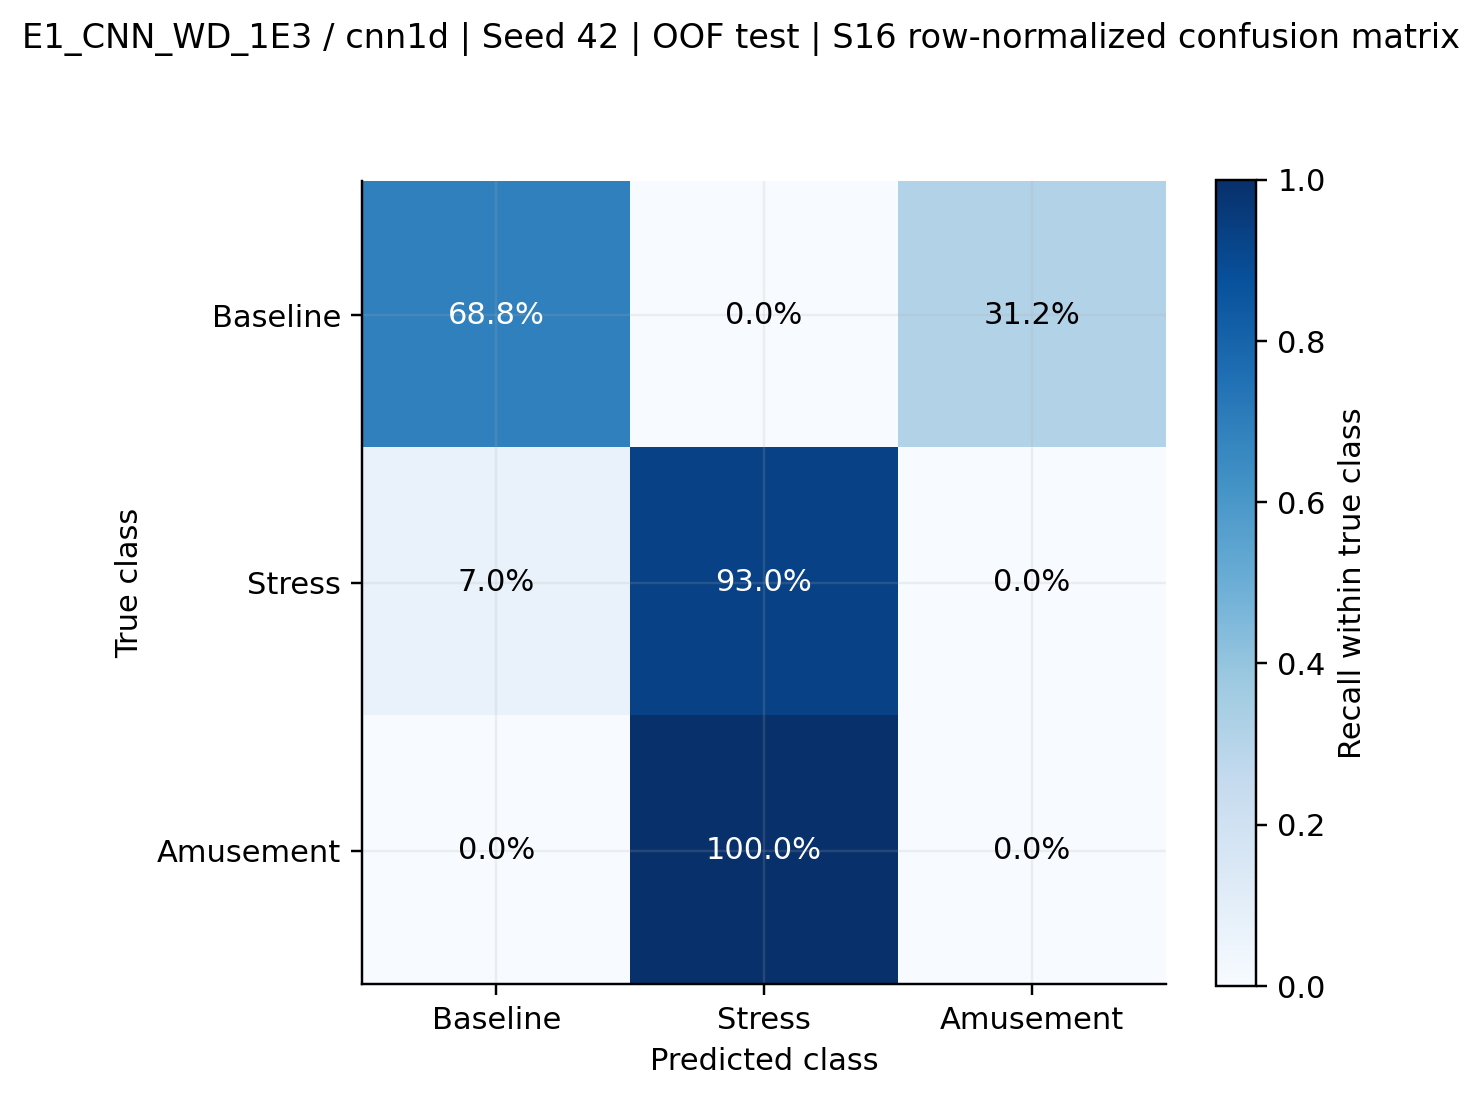 E1_CNN_WD_1E3 / cnn1d | Seed 42 | OOF test | S16 row-normalized confusion matrix
Baseline
68.8%
0.0%
31.2%
Stress
7.0%
93.0%
0.0%
Amusement
0.0%
100.0%
0.0%
Baseline
Stress
Amusement
Predicted class
True class
1.0
0.8
0.6
0.4
0.2
0.0
Recall within true class